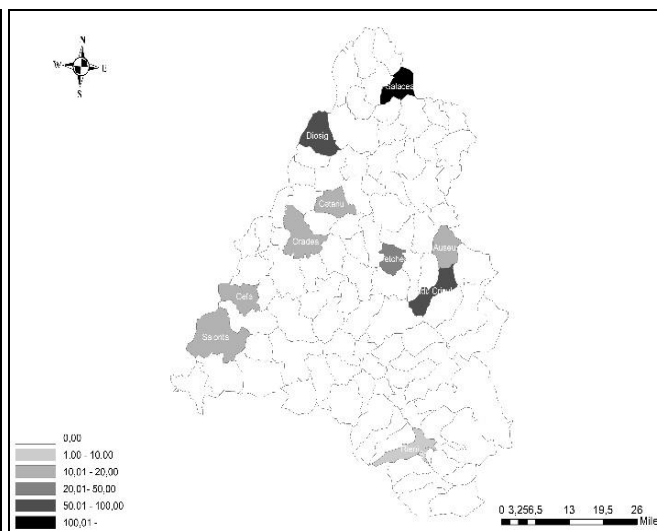 N
W E
S
Salacea
Diosig
Cetariu
Oradea
Auseu
Cefa
Salonta
0,00
1.00 - 10.00
10,01 - 20,00
20,01- 50,00
50.01 - 100,00
100,01 -
0 3,256,5 13 19,5 26
Mile